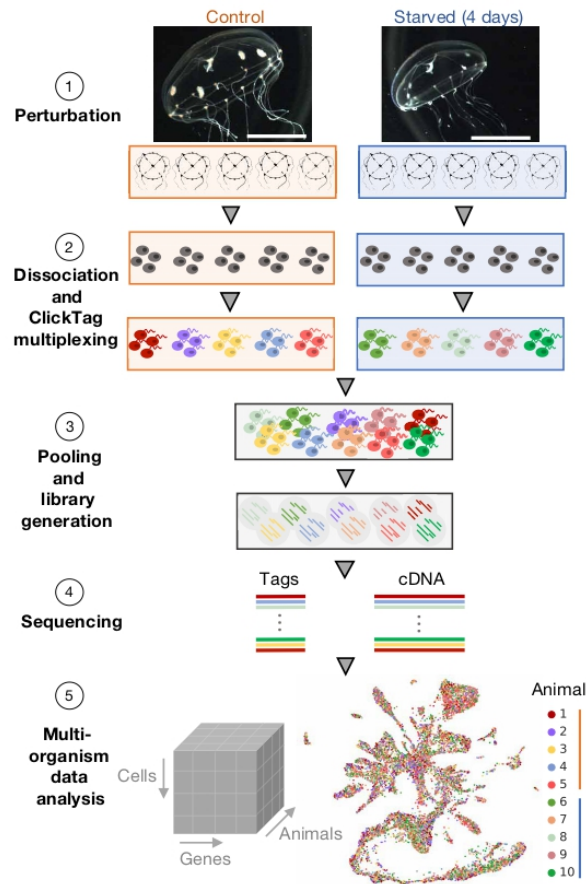 Control
Starved (4 days)
1
Perturbation
2
Dissociation
and
ClickTag
multiplexing
3
Pooling
and
library
generation
4
Sequencing
Tags
cDNA
5
Multi-
organism
data
analysis
Cells
Genes
Animals
Animal
1
2
3
4
5
6
7
8
9
10